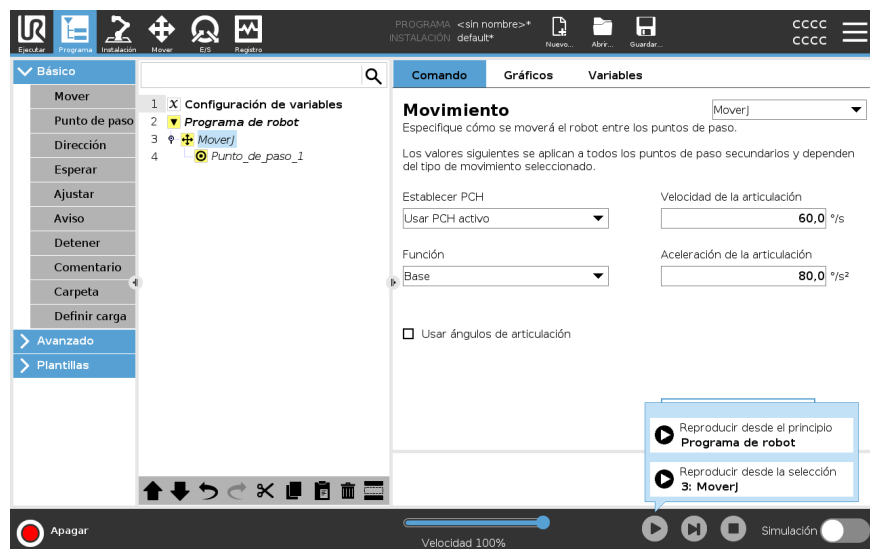 UR
PROGRAMA <sin nombre>*
INSTALACIÓN default*
CCCC
CCCC
Ejecutar Programa Instalación Mover E/S Registro Nuevo... Abrir... Guardar...
Básico
Mover
Punto de paso
Dirección
Esperar
Ajustar
Aviso
Detener
Comentario
Carpeta
Definir carga
Avanzado
Plantillas
1 X Configuración de variables
2 Programa de robot
3 MoverJ
4 Punto_de_paso_1
Comando Gráficos Variables
Movimiento MoverJ
Especifique cómo se moverá el robot entre los puntos de paso.
Los valores siguientes se aplican a todos los puntos de paso secundarios y dependen
del tipo de movimiento seleccionado.
Establecer PCH Velocidad de la articulación
Usar PCH activo 60,0 °/s
Función Aceleración de la articulación
Base 80,0 °/s²
Usar ángulos de articulación
Reproducir desde el principio
Programa de robot
Reproducir desde la selección
3: MoverJ
Apagar
Velocidad 100%
Simulación